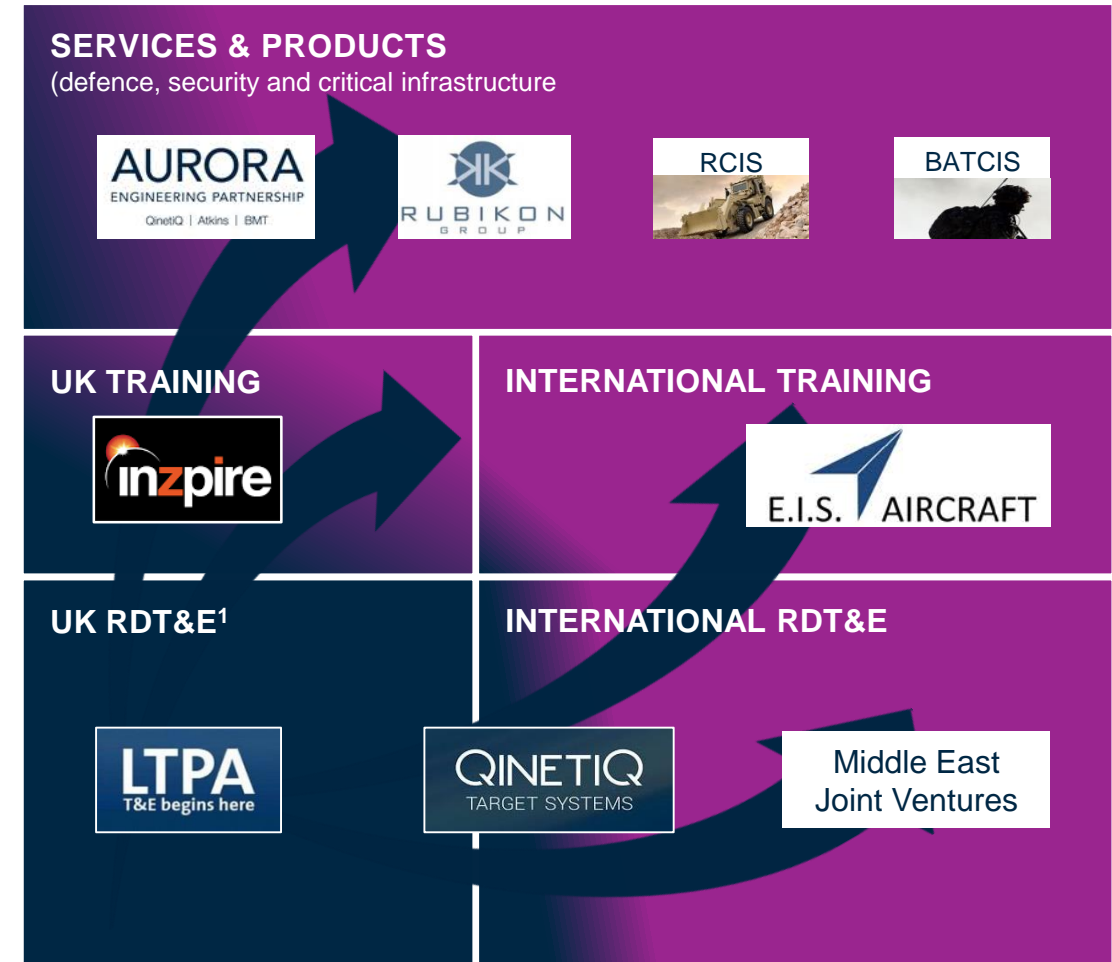 SERVICES & PRODUCTS
(defence, security and critical infrastructure
AURORA
ENGINEERING PARTNERSHIP
QinetiQ | Atkins | BMT
RUBIKON
GROUP
RCIS
BATCIS
UK TRAINING
inzpire
INTERNATIONAL TRAINING
E.I.S. AIRCRAFT
UK RDT&E¹
LTPA
T&E begins here
INTERNATIONAL RDT&E
QINETIQ
TARGET SYSTEMS
Middle East
Joint Ventures